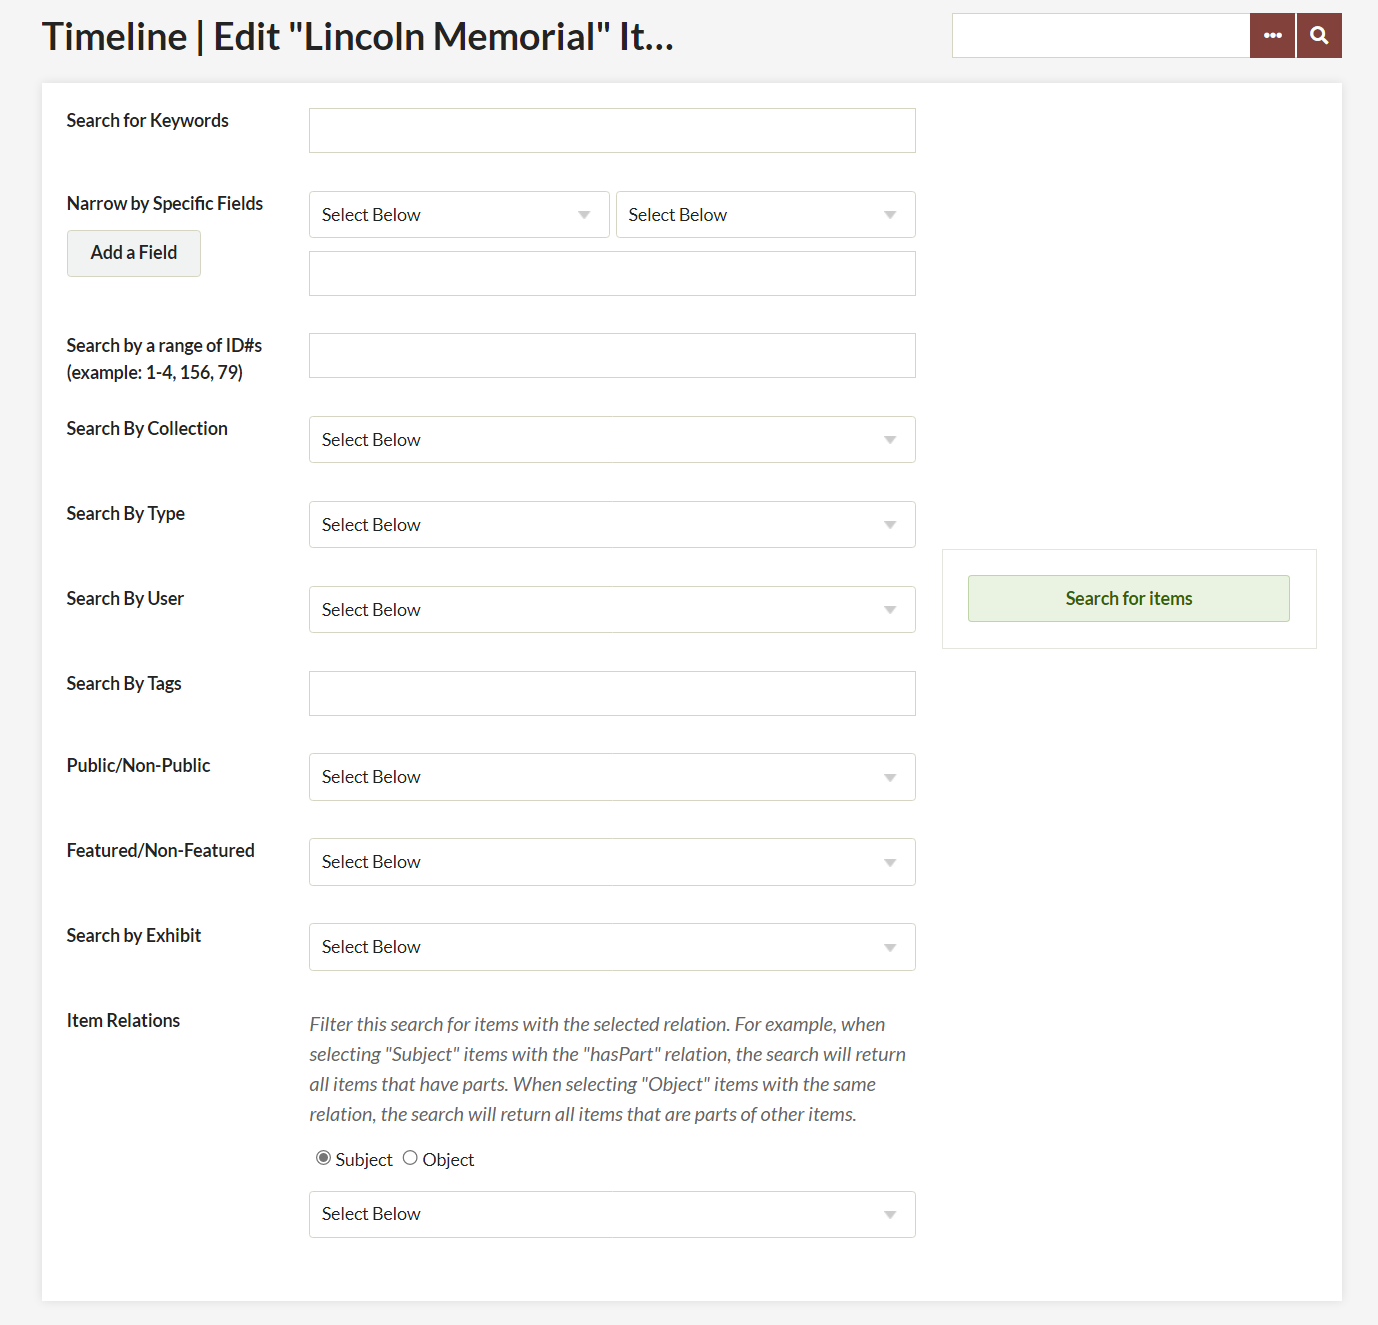 Timeline | Edit "Lincoln Memorial" It...
Search for Keywords
Narrow by Specific Fields
Select Below
Select Below
Add a Field
Search by a range of ID#s
(example: 1-4, 156, 79)
Search By Collection
Select Below
Search By Type
Select Below
Search By User
Select Below
Search for items
Search By Tags
Public/Non-Public
Select Below
Featured/Non-Featured
Select Below
Search by Exhibit
Select Below
Item Relations
Filter this search for items with the selected relation. For example, when
selecting "Subject" items with the "hasPart" relation, the search will return
all items that have parts. When selecting "Object" items with the same
relation, the search will return all items that are parts of other items.
Subject Object
Select Below